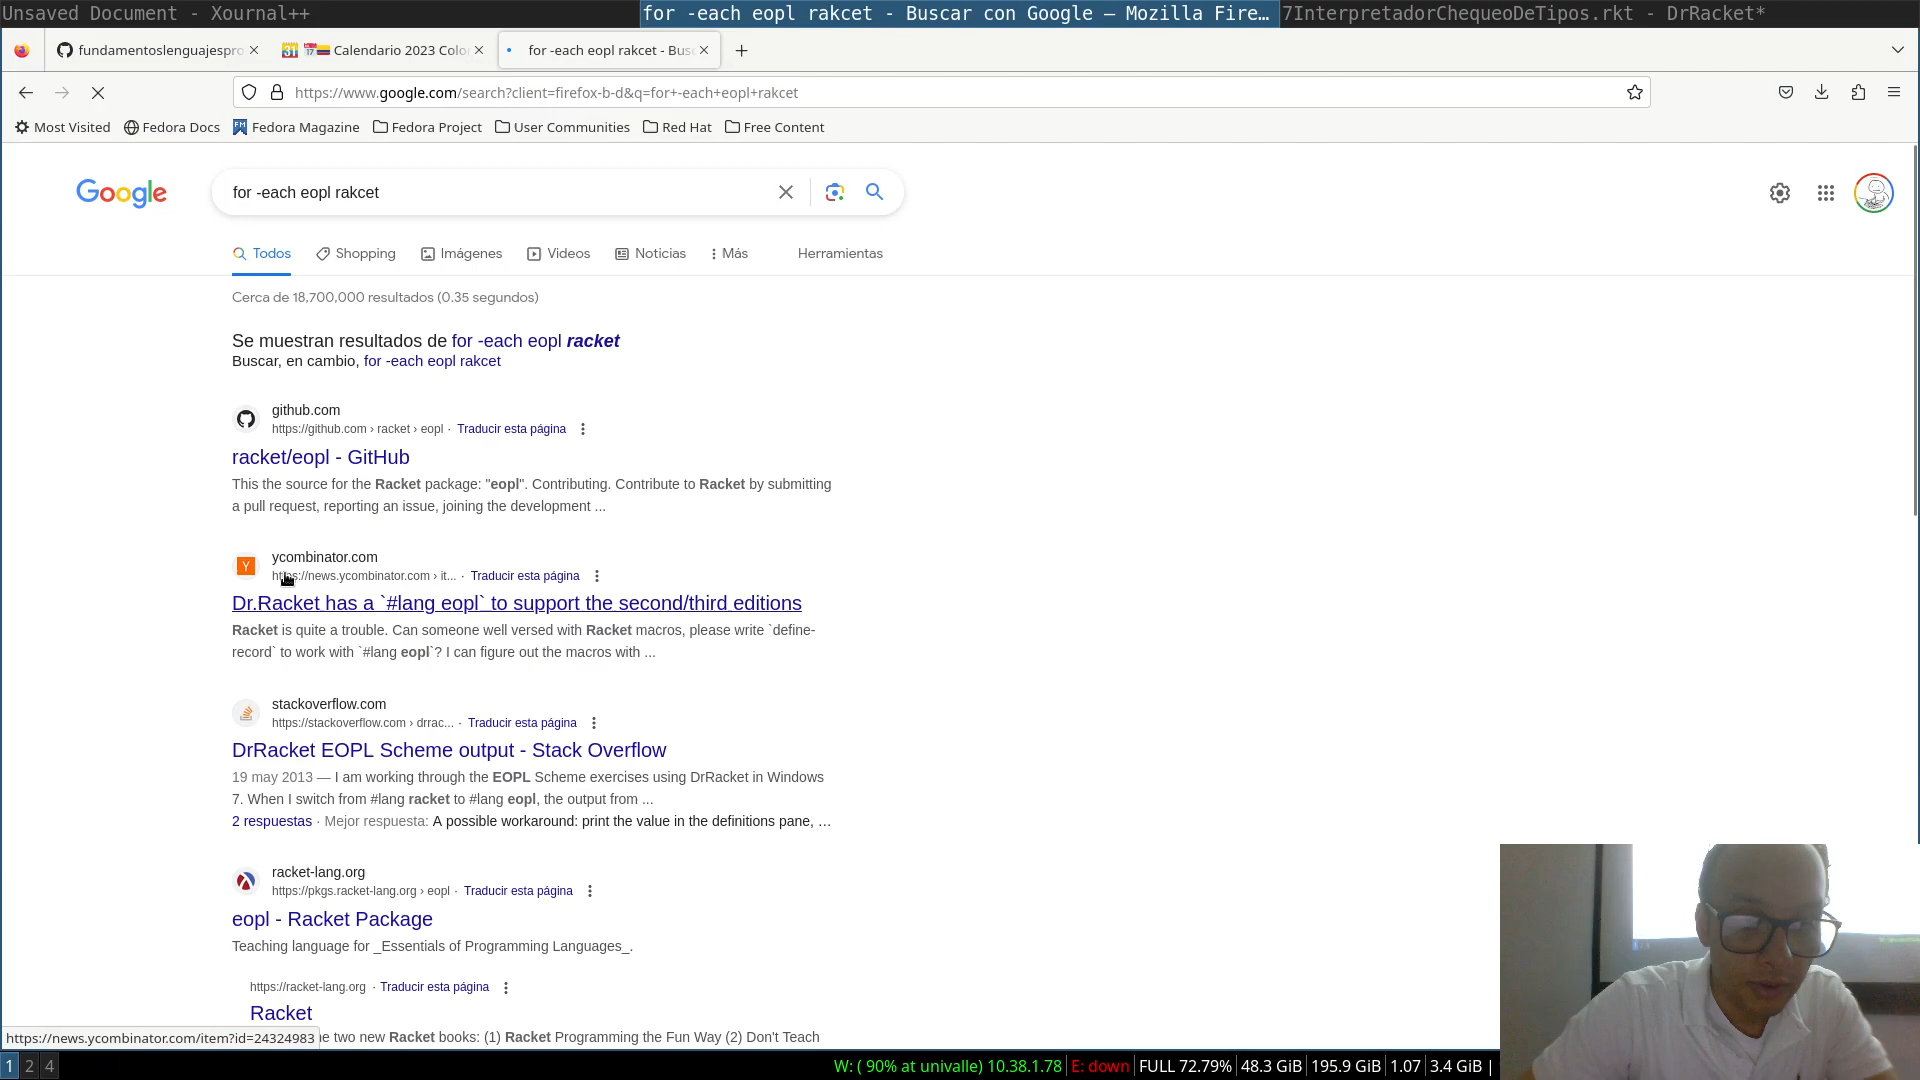 Unsaved Document - Xournal++
for -each eopl rakcet - Buscar con Google — Mozilla Fire…
7InterpretadorChequeoDeTipos.rkt - DrRacket*
fundamentoslenguajespro
Calendario 2023 Colo
for -each eopl rakcet - Bus
https://www.google.com/search?client=firefox-b-d&q=for+-each+eopl+rakcet
Most Visited
Fedora Docs
Fedora Magazine
Fedora Project
User Communities
Red Hat
Free Content
Google
for -each eopl rakcet
Todos
Shopping
Imágenes
Videos
Noticias
Más
Herramientas
Cerca de 18,700,000 resultados (0.35 segundos)
Se muestran resultados de for -each eopl racket
Buscar, en cambio, for -each eopl rakcet
github.com
https://github.com › racket › eopl · Traducir esta página
racket/eopl - GitHub
This the source for the Racket package: "eopl". Contributing. Contribute to Racket by submitting
a pull request, reporting an issue, joining the development ...
ycombinator.com
https://news.ycombinator.com › it... · Traducir esta página
Dr.Racket has a `#lang eopl` to support the second/third editions
Racket is quite a trouble. Can someone well versed with Racket macros, please write `define-
record` to work with `#lang eopl`? I can figure out the macros with ...
stackoverflow.com
https://stackoverflow.com › drrac... · Traducir esta página
DrRacket EOPL Scheme output - Stack Overflow
19 may 2013 — I am working through the EOPL Scheme exercises using DrRacket in Windows
7. When I switch from #lang racket to #lang eopl, the output from ...
2 respuestas · Mejor respuesta: A possible workaround: print the value in the definitions pane, …
racket-lang.org
https://pkgs.racket-lang.org › eopl · Traducir esta página
eopl - Racket Package
Teaching language for _Essentials of Programming Languages_.
https://racket-lang.org · Traducir esta página
Racket
two new Racket books: (1) Racket Programming the Fun Way (2) Don't Teach
https://news.ycombinator.com/item?id=24324983
1 2 4
W: ( 90% at univalle) 10.38.1.78 | E: down | FULL 72.79% | 48.3 GiB | 195.9 GiB | 1.07 | 3.4 GiB |